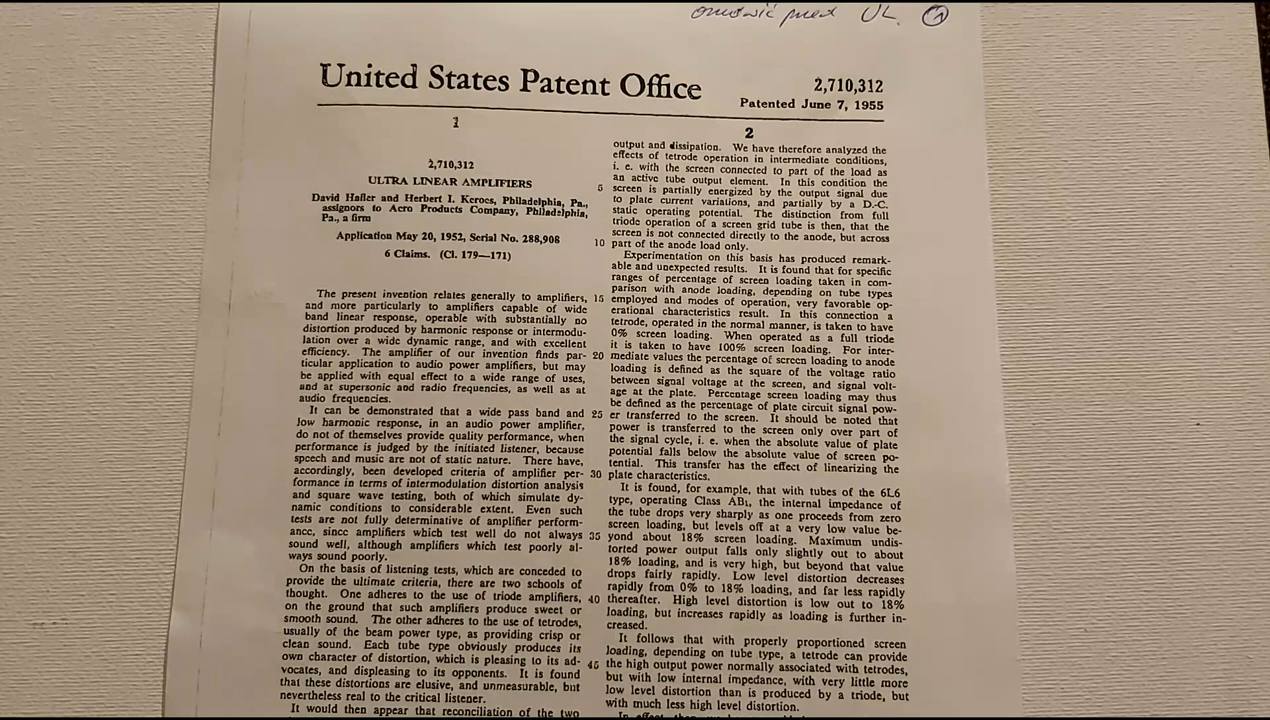 omówić przed UL. 1
United States Patent Office
2,710,312
Patented June 7, 1955
1
2,710,312
ULTRA LINEAR AMPLIFIERS
David Hafler and Herbert I. Keroes, Philadelphia, Pa.,
assignors to Acro Products Company, Philadelphia,
Pa., a firm
Application May 20, 1952, Serial No. 288,908
6 Claims. (Cl. 179—171)
The present invention relates generally to amplifiers,
and more particularly to amplifiers capable of wide
band linear response, operable with substantially no
distortion produced by harmonic response or intermodu-
lation over a wide dynamic range, and with excellent
efficiency. The amplifier of our invention finds par-
ticular application to audio power amplifiers, but may
be applied with equal effect to a wide range of uses,
and at supersonic and radio frequencies, as well as at
audio frequencies.
It can be demonstrated that a wide pass band and
low harmonic response, in an audio power amplifier,
do not of themselves provide quality performance, when
performance is judged by the initiated listener, because
speech and music are not of static nature. There have,
accordingly, been developed criteria of amplifier per-
formance in terms of intermodulation distortion analysis
and square wave testing, both of which simulate dy-
namic conditions to considerable extent. Even such
tests are not fully determinative of amplifier perform-
ance, since amplifiers which test well do not always
sound well, although amplifiers which test poorly al-
ways sound poorly.
On the basis of listening tests, which are conceded to
provide the ultimate criteria, there are two schools of
thought. One adheres to the use of triode amplifiers,
on the ground that such amplifiers produce sweet or
smooth sound. The other adheres to the use of tetrodes,
usually of the beam power type, as providing crisp or
clean sound. Each tube type obviously produces its
own character of distortion, which is pleasing to its ad-
vocates, and displeasing to its opponents. It is found
that these distortions are elusive, and unmeasurable, but
nevertheless real to the critical listener.
It would then appear that reconciliation of the two
5
10
15
20
25
30
35
40
45
2
output and dissipation. We have therefore analyzed the
effects of tetrode operation in intermediate conditions,
i. e. with the screen connected to part of the load as
an active tube output element. In this condition the
screen is partially energized by the output signal due
to plate current variations, and partially by a D.-C.
static operating potential. The distinction from full
triode operation of a screen grid tube is then, that the
screen is not connected directly to the anode, but across
part of the anode load only.
Experimentation on this basis has produced remark-
able and unexpected results. It is found that for specific
ranges of percentage of screen loading taken in com-
parison with anode loading, depending on tube types
employed and modes of operation, very favorable op-
erational characteristics result. In this connection a
tetrode, operated in the normal manner, is taken to have
0% screen loading. When operated as a full triode
it is taken to have 100% screen loading. For inter-
mediate values the percentage of screen loading to anode
loading is defined as the square of the voltage ratio
between signal voltage at the screen, and signal volt-
age at the plate. Percentage screen loading may thus
be defined as the percentage of plate circuit signal pow-
er transferred to the screen. It should be noted that
power is transferred to the screen only over part of
the signal cycle, i. e. when the absolute value of plate
potential falls below the absolute value of screen po-
tential. This transfer has the effect of linearizing the
plate characteristics.
It is found, for example, that with tubes of the 6L6
type, operating Class AB₁, the internal impedance of
the tube drops very sharply as one proceeds from zero
screen loading, but levels off at a very low value be-
yond about 18% screen loading. Maximum undis-
torted power output falls only slightly out to about
18% loading, and is very high, but beyond that value
drops fairly rapidly. Low level distortion decreases
rapidly from 0% to 18% loading, and far less rapidly
thereafter. High level distortion is low out to 18%
loading, but increases rapidly as loading is further in-
creased.
It follows that with properly proportioned screen
loading, depending on tube type, a tetrode can provide
the high output power normally associated with tetrodes,
but with low internal impedance, with very little more
low level distortion than is produced by a triode, but
with much less high level distortion.
In effect